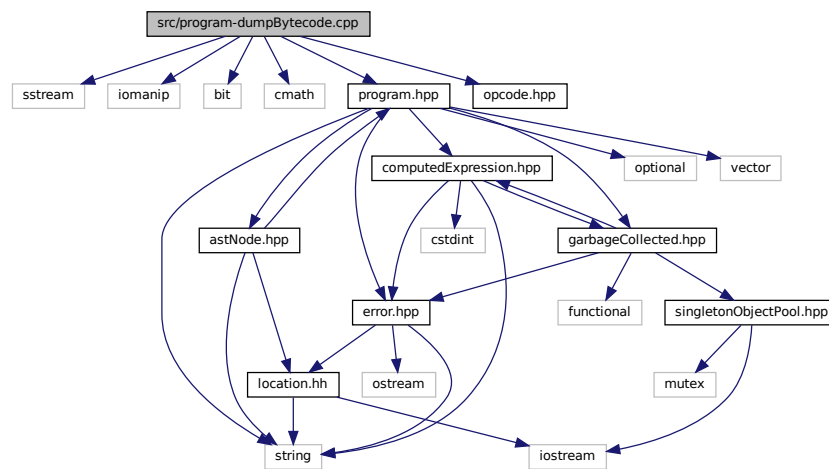 src/program-dumpBytecode.cpp
sstream
iomanip
bit
cmath
program.hpp
opcode.hpp
computedExpression.hpp
optional
vector
astNode.hpp
cstdint
garbageCollected.hpp
error.hpp
functional
singletonObjectPool.hpp
location.hh
ostream
mutex
string
iostream